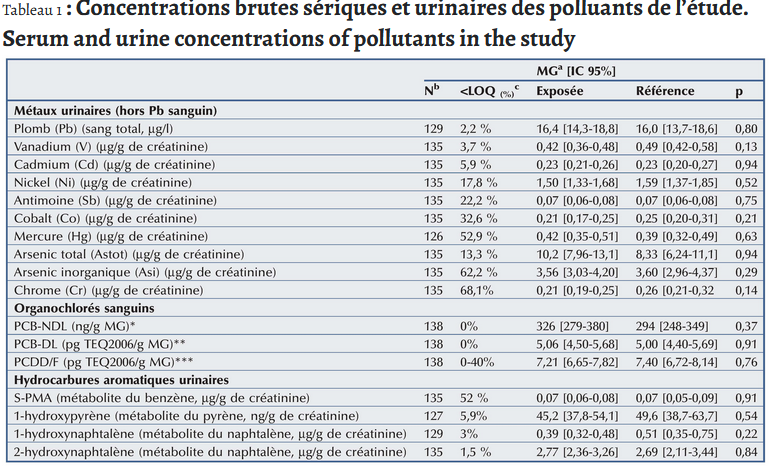 Tableau 1 : Concentrations brutes sériques et urinaires des polluants de l'étude.
Serum and urine concentrations of pollutants in the study
MGa [IC 95%]
Nb <LOQ (%)c Exposée Référence p
Métaux urinaires (hors Pb sanguin)
Plomb (Pb) (sang total, µg/l) 129 2,2 % 16,4 [14,3-18,8] 16,0 [13,7-18,6] 0,80
Vanadium (V) (µg/g de créatinine) 135 3,7 % 0,42 [0,36-0,48] 0,49 [0,42-0,58] 0,13
Cadmium (Cd) (µg/g de créatinine) 135 5,9 % 0,23 [0,21-0,26] 0,23 [0,20-0,27] 0,94
Nickel (Ni) (µg/g de créatinine) 135 17,8 % 1,50 [1,33-1,68] 1,59 [1,37-1,85] 0,52
Antimoine (Sb) (µg/g de créatinine) 135 22,2 % 0,07 [0,06-0,08] 0,07 [0,06-0,08] 0,75
Cobalt (Co) (µg/g de créatinine) 135 32,6 % 0,21 [0,17-0,25] 0,25 [0,20-0,31] 0,21
Mercure (Hg) (µg/g de créatinine) 126 52,9 % 0,42 [0,35-0,51] 0,39 [0,32-0,49] 0,63
Arsenic total (Astot) (µg/g de créatinine) 135 13,3 % 10,2 [7,96-13,1] 8,33 [6,24-11,1] 0,94
Arsenic inorganique (Asi) (µg/g de créatinine) 135 62,2 % 3,56 [3,03-4,20] 3,60 [2,96-4,37] 0,29
Chrome (Cr) (µg/g de créatinine) 135 68,1% 0,21 [0,19-0,25] 0,26 [0,21-0,32 0,14
Organochlorés sanguins
PCB-NDL (ng/g MG)* 138 0% 326 [279-380] 294 [248-349] 0,37
PCB-DL (pg TEQ2006/g MG)** 138 0% 5,06 [4,50-5,68] 5,00 [4,40-5,69] 0,91
PCDD/F (pg TEQ2006/g MG)*** 138 0-40% 7,21 [6,65-7,82] 7,40 [6,72-8,14] 0,76
Hydrocarbures aromatiques urinaires
S-PMA (métabolite du benzène, µg/g de créatinine) 135 52 % 0,07 [0,06-0,08] 0,07 [0,05-0,09] 0,91
1-hydroxypyrène (métabolite du pyrène, ng/g de créatinine) 127 5,9% 45,2 [37,8-54,1] 49,6 [38,7-63,7] 0,54
1-hydroxynaphtalène (métabolite du naphtalène, µg/g de créatinine) 129 3% 0,39 [0,32-0,48] 0,51 [0,35-0,75] 0,22
2-hydroxynaphtalène (métabolite du naphtalène, µg/g de créatinine) 135 1,5 % 2,77 [2,36-3,26] 2,69 [2,11-3,44] 0,84